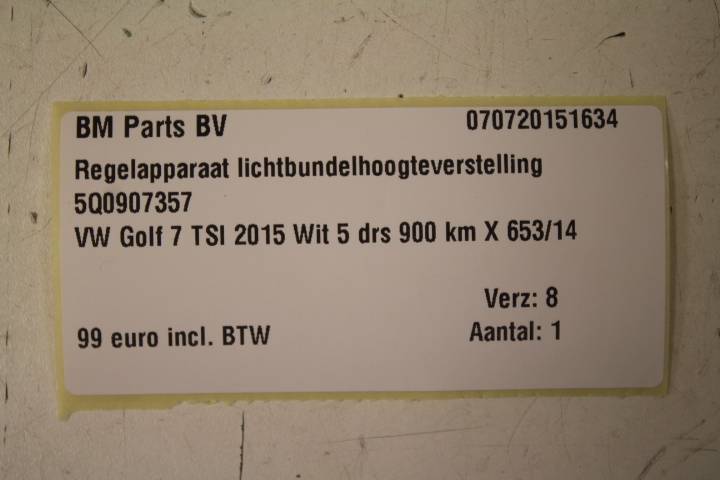 BM Parts BV 070720151634
Regelapparaat lichtbundelhoogteverstelling
5Q0907357
VW Golf 7 TSI 2015 Wit 5 drs 900 km X 653/14
Verz: 8
99 euro incl. BTW Aantal: 1